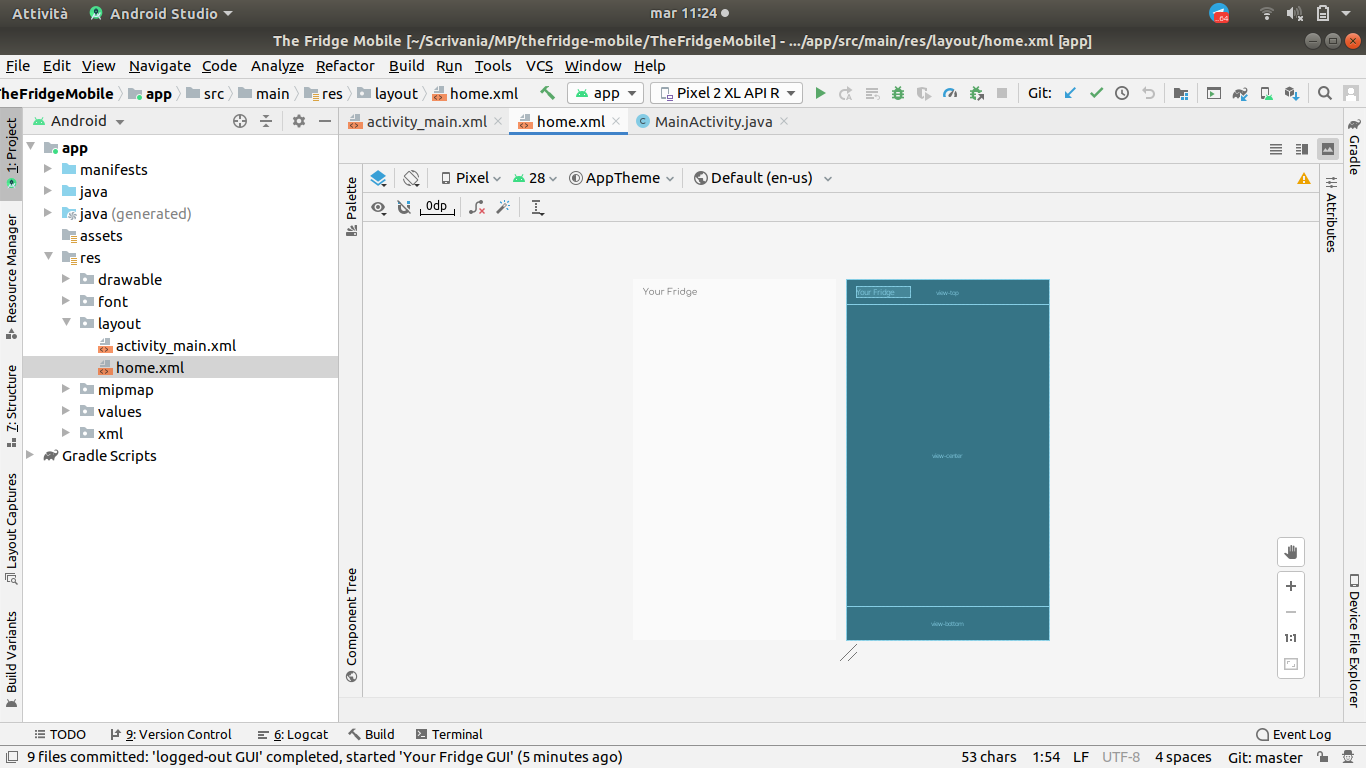 Attività Android Studio mar 11:24 64
The Fridge Mobile [~/Scrivania/MP/thefridge-mobile/TheFridgeMobile] - .../app/src/main/res/layout/home.xml [app]
File Edit View Navigate Code Analyze Refactor Build Run Tools VCS Window Help
TheFridgeMobile app src main res layout home.xml app Pixel 2 XL API R Git:
Android activity_main.xml home.xml C MainActivity.java
1: Project
Resource Manager
7: Structure
Layout Captures
Build Variants
app
manifests
java
java (generated)
assets
res
drawable
font
layout
activity_main.xml
home.xml
mipmap
values
xml
Gradle Scripts
Palette
Component Tree
Pixel 28 AppTheme Default (en-us)
0dp
Your Fridge
Your Fridge view-top
view-center
view-bottom
1:1
Gradle
Attributes
Device File Explorer
TODO 9: Version Control 6: Logcat Build Terminal Event Log
9 files committed: 'logged-out GUI' completed, started 'Your Fridge GUI' (5 minutes ago) 53 chars 1:54 LF UTF-8 4 spaces Git: master